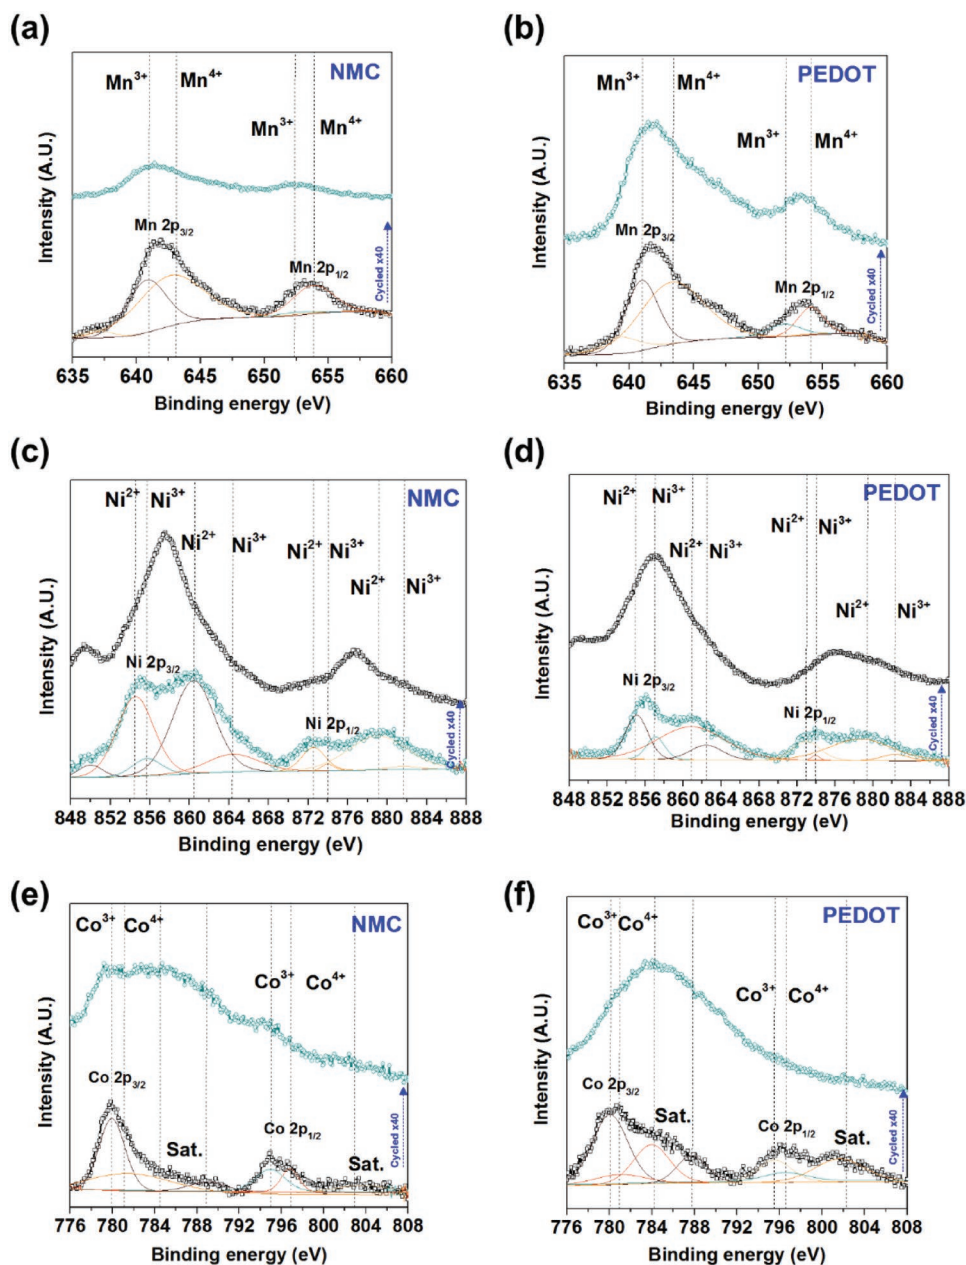 (a)
NMC
Mn3+
Mn4+
Mn3+
Mn4+
Mn 2p3/2
Mn 2p1/2
Cycled x40
Intensity (A.U.)
635 640 645 650 655 660
Binding energy (eV)
(b)
PEDOT
Mn3+
Mn4+
Mn3+
Mn4+
Mn 2p3/2
Mn 2p1/2
Cycled x40
Intensity (A.U.)
635 640 645 650 655 660
Binding energy (eV)
(c)
NMC
Ni2+ Ni3+
Ni2+ Ni3+ Ni2+ Ni3+
Ni2+ Ni3+
Ni 2p3/2
Ni 2p1/2
Cycled x40
Intensity (A.U.)
848 852 856 860 864 868 872 876 880 884 888
Binding energy (eV)
(d)
PEDOT
Ni2+ Ni3+
Ni2+ Ni3+
Ni2+ Ni3+
Ni2+ Ni3+
Ni 2p3/2
Ni 2p1/2
Cycled x40
Intensity (A.U.)
848 852 856 861 864 868 872 876 880 884 888
Binding energy (eV)
(e)
NMC
Co3+ Co4+
Co3+ Co4+
Co 2p3/2
Sat.
Co 2p1/2
Sat.
Cycled x40
Intensity (A.U.)
776 780 784 788 792 796 800 804 808
Binding energy (eV)
(f)
PEDOT
Co3+ Co4+
Co3+ Co4+
Co 2p3/2
Sat.
Co 2p1/2
Sat.
Cycled x40
Intensity (A.U.)
776 780 784 788 792 796 800 804 808
Binding energy (eV)